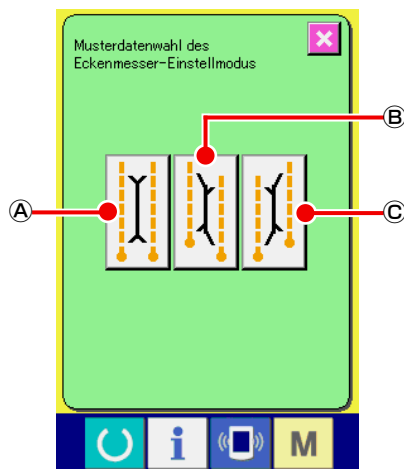 Musterdatenwahl des
Eckenmesser-Einstellmodus
Ⓑ
Ⓐ
Ⓒ
i
M